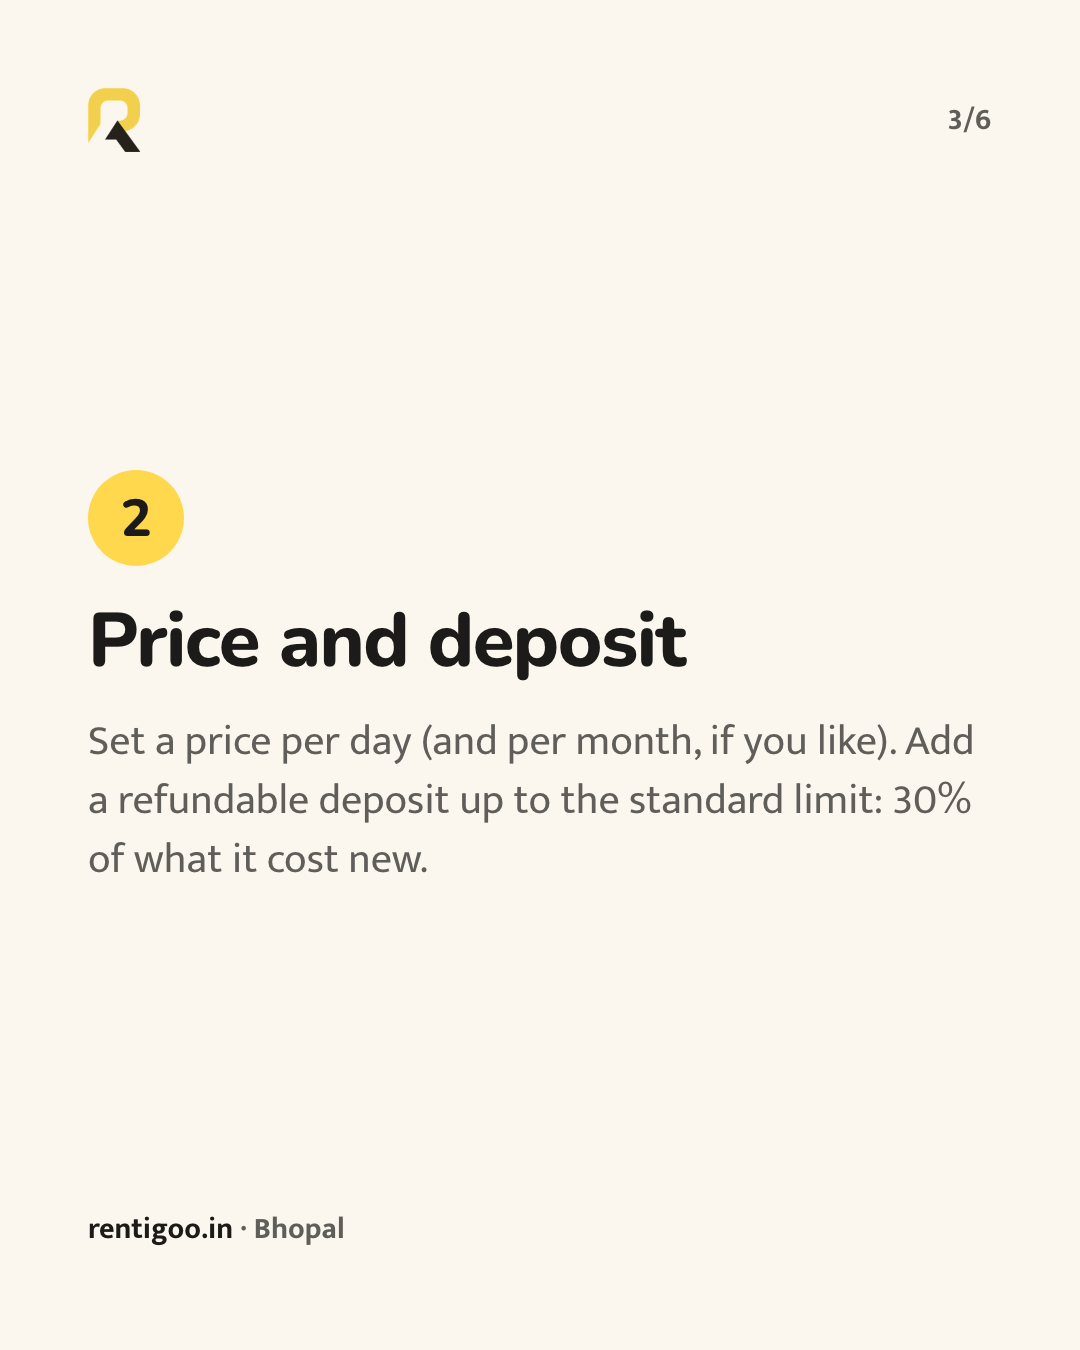 3/6
2
Price and deposit
Set a price per day (and per month, if you like). Add
a refundable deposit up to the standard limit: 30%
of what it cost new.
rentigoo.in · Bhopal